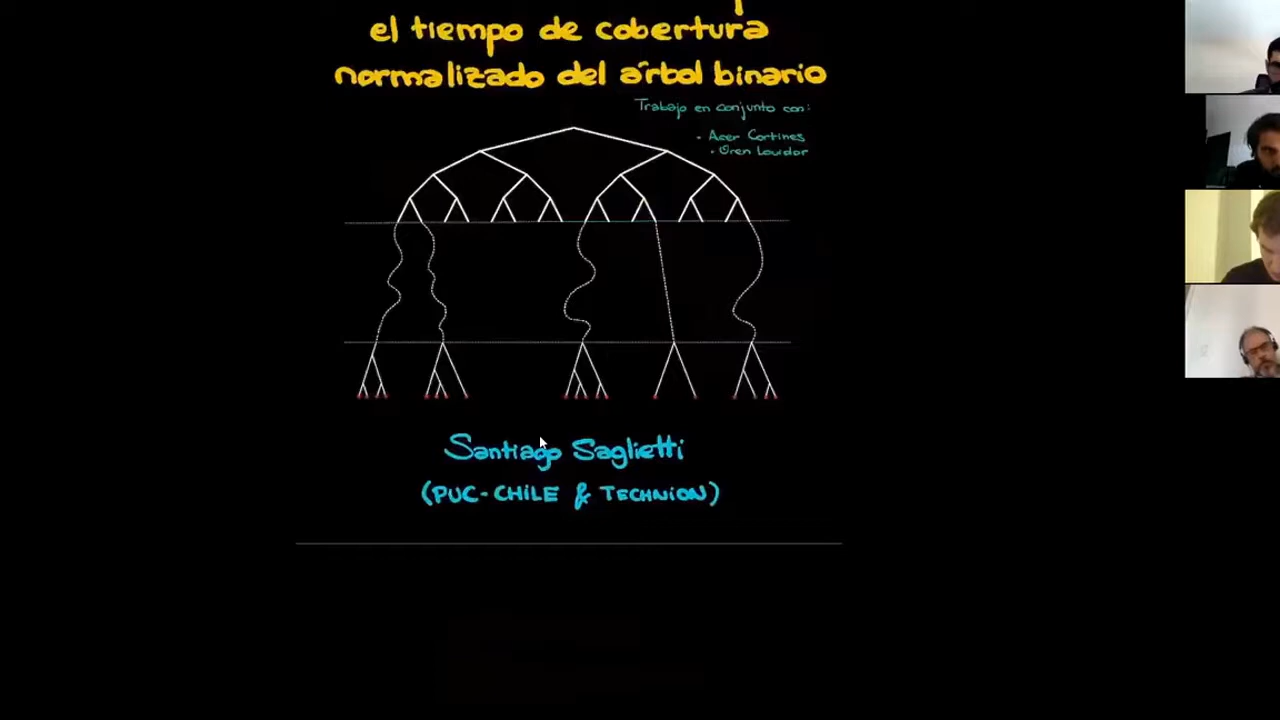 el tiempo de cobertura
normalizado del árbol binario
Trabajo en conjunto con:
- Aser Cortines
- Oren Louidor
Santiago Saglietti
(PUC-CHILE & TECHNION)